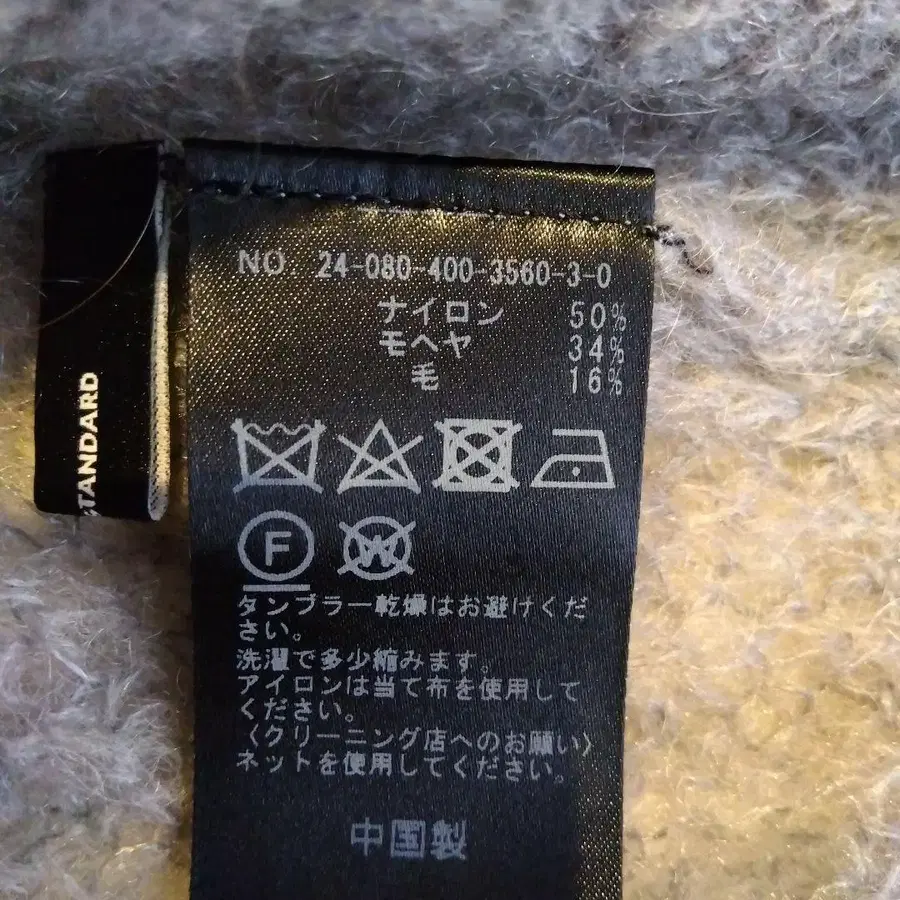 STANDARD
NO. 24-080-400-3560-3-0
ナイロン 50%
モヘヤ 34%
毛 16%
F
W
タンブラー乾燥はお避けくだ
さい。
洗濯で多少縮みます。
アイロンは当て布を使用して
ください。
〈クリーニング店へのお願い〉
ネットを使用してください。
中国製